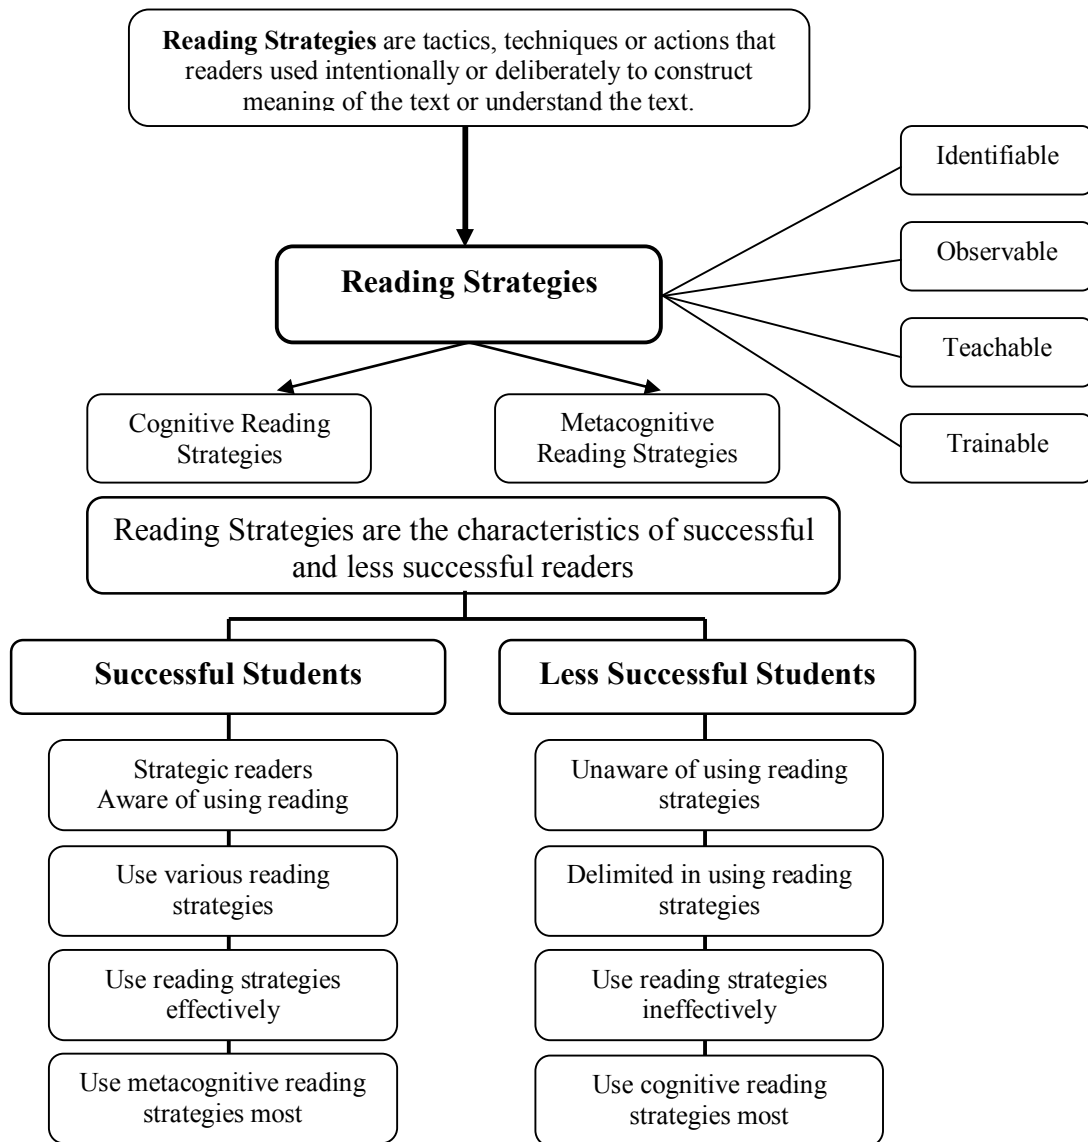 Reading Strategies are tactics, techniques or actions that
readers used intentionally or deliberately to construct
meaning of the text or understand the text.
Identifiable
Observable
Reading Strategies
Teachable
Trainable
Cognitive Reading
Strategies
Metacognitive
Reading Strategies
Reading Strategies are the characteristics of successful
and less successful readers
Successful Students
Strategic readers
Aware of using reading
Use various reading
strategies
Use reading strategies
effectively
Use metacognitive reading
strategies most
Less Successful Students
Unaware of using reading
strategies
Delimited in using reading
strategies
Use reading strategies
ineffectively
Use cognitive reading
strategies most